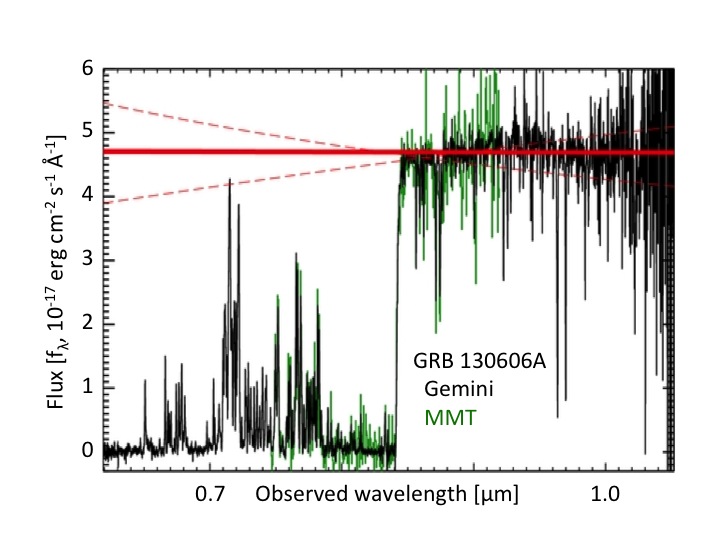 6
5
4
3
2
1
0
Flux [fλ, 10⁻¹⁷ erg cm⁻² s⁻¹ Å⁻¹]
GRB 130606A
Gemini
MMT
0.7 Observed wavelength [μm] 1.0